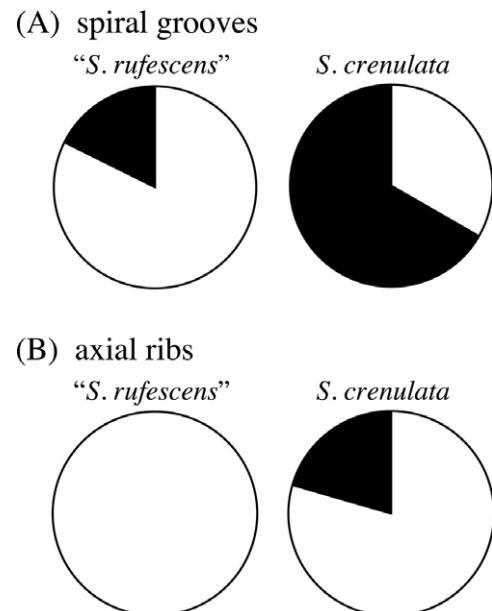 (A) spiral grooves
“S. rufescens” S. crenulata
(B) axial ribs
“S. rufescens” S. crenulata